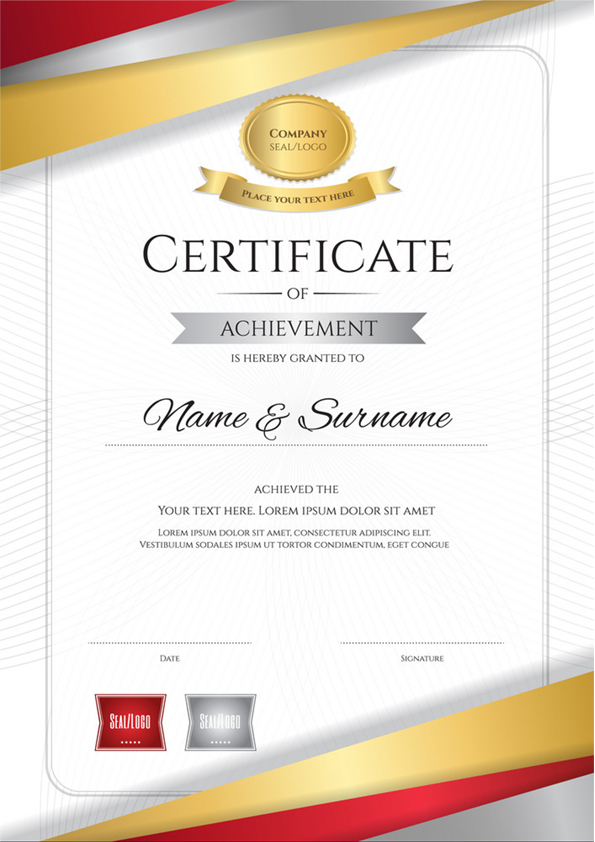 Company
SEAL/LOGO
Place your text here
Certificate
OF
ACHIEVEMENT
IS HEREBY GRANTED TO
Name & Surname
ACHIEVED THE
Your text here. Lorem ipsum dolor sit amet
Lorem ipsum dolor sit amet, consectetur adipiscing elit.
Vestibulum sodales ipsum ut tortor condimentum, eget congue
Date
Signature
Seal/Logo
Seal/Logo